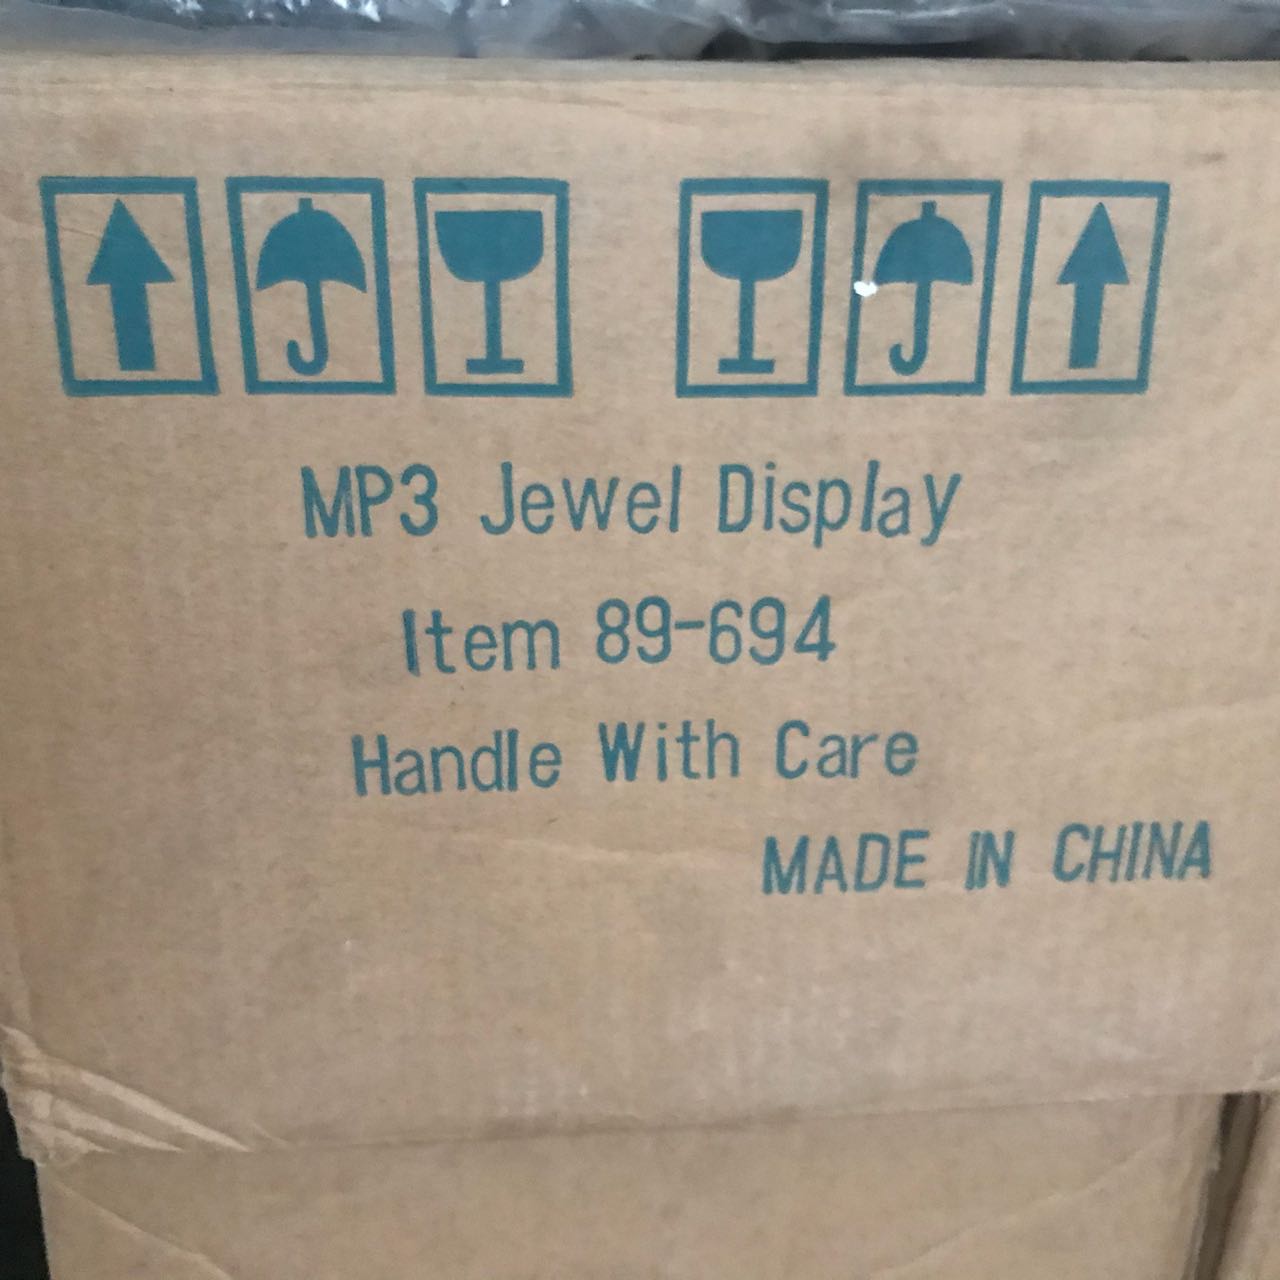 MP3 Jewel Display
Item 89-694
Handle With Care
MADE IN CHINA